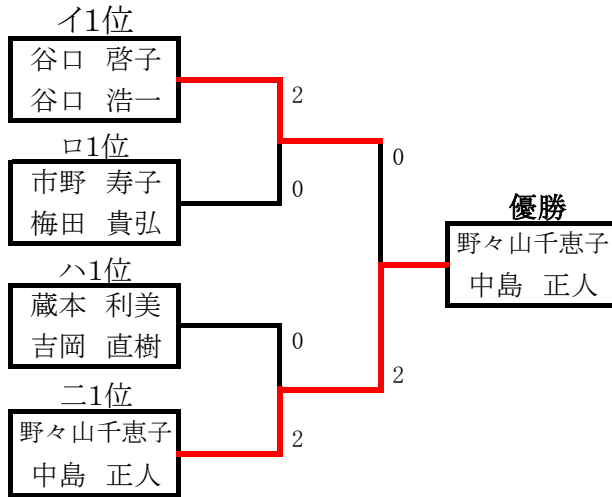 イ1位
谷口 啓子
谷口 浩一
2
0
ロ1位
市野 寿子
梅田 貴弘
0
優勝
野々山千恵子
中島 正人
ハ1位
蔵本 利美
吉岡 直樹
0
2
ニ1位
野々山千恵子
中島 正人
2